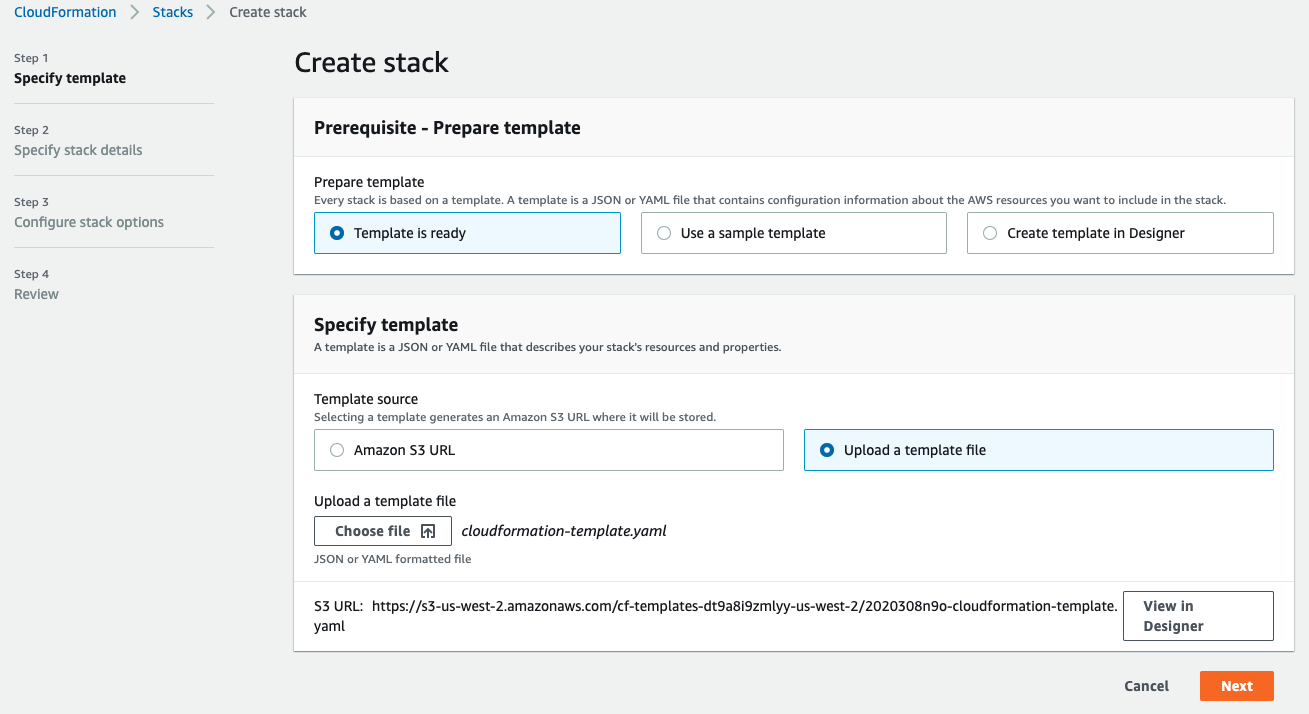 CloudFormation > Stacks > Create stack
Step 1
Specify template
Step 2
Specify stack details
Step 3
Configure stack options
Step 4
Review
Create stack
Prerequisite - Prepare template
Prepare template
Every stack is based on a template. A template is a JSON or YAML file that contains configuration information about the AWS resources you want to include in the stack.
Template is ready
Use a sample template
Create template in Designer
Specify template
A template is a JSON or YAML file that describes your stack's resources and properties.
Template source
Selecting a template generates an Amazon S3 URL where it will be stored.
Amazon S3 URL
Upload a template file
Upload a template file
Choose file cloudformation-template.yaml
JSON or YAML formatted file
S3 URL: https://s3-us-west-2.amazonaws.com/cf-templates-dt9a8i9zmlyy-us-west-2/2020308n9o-cloudformation-template.
yaml
View in
Designer
Cancel
Next